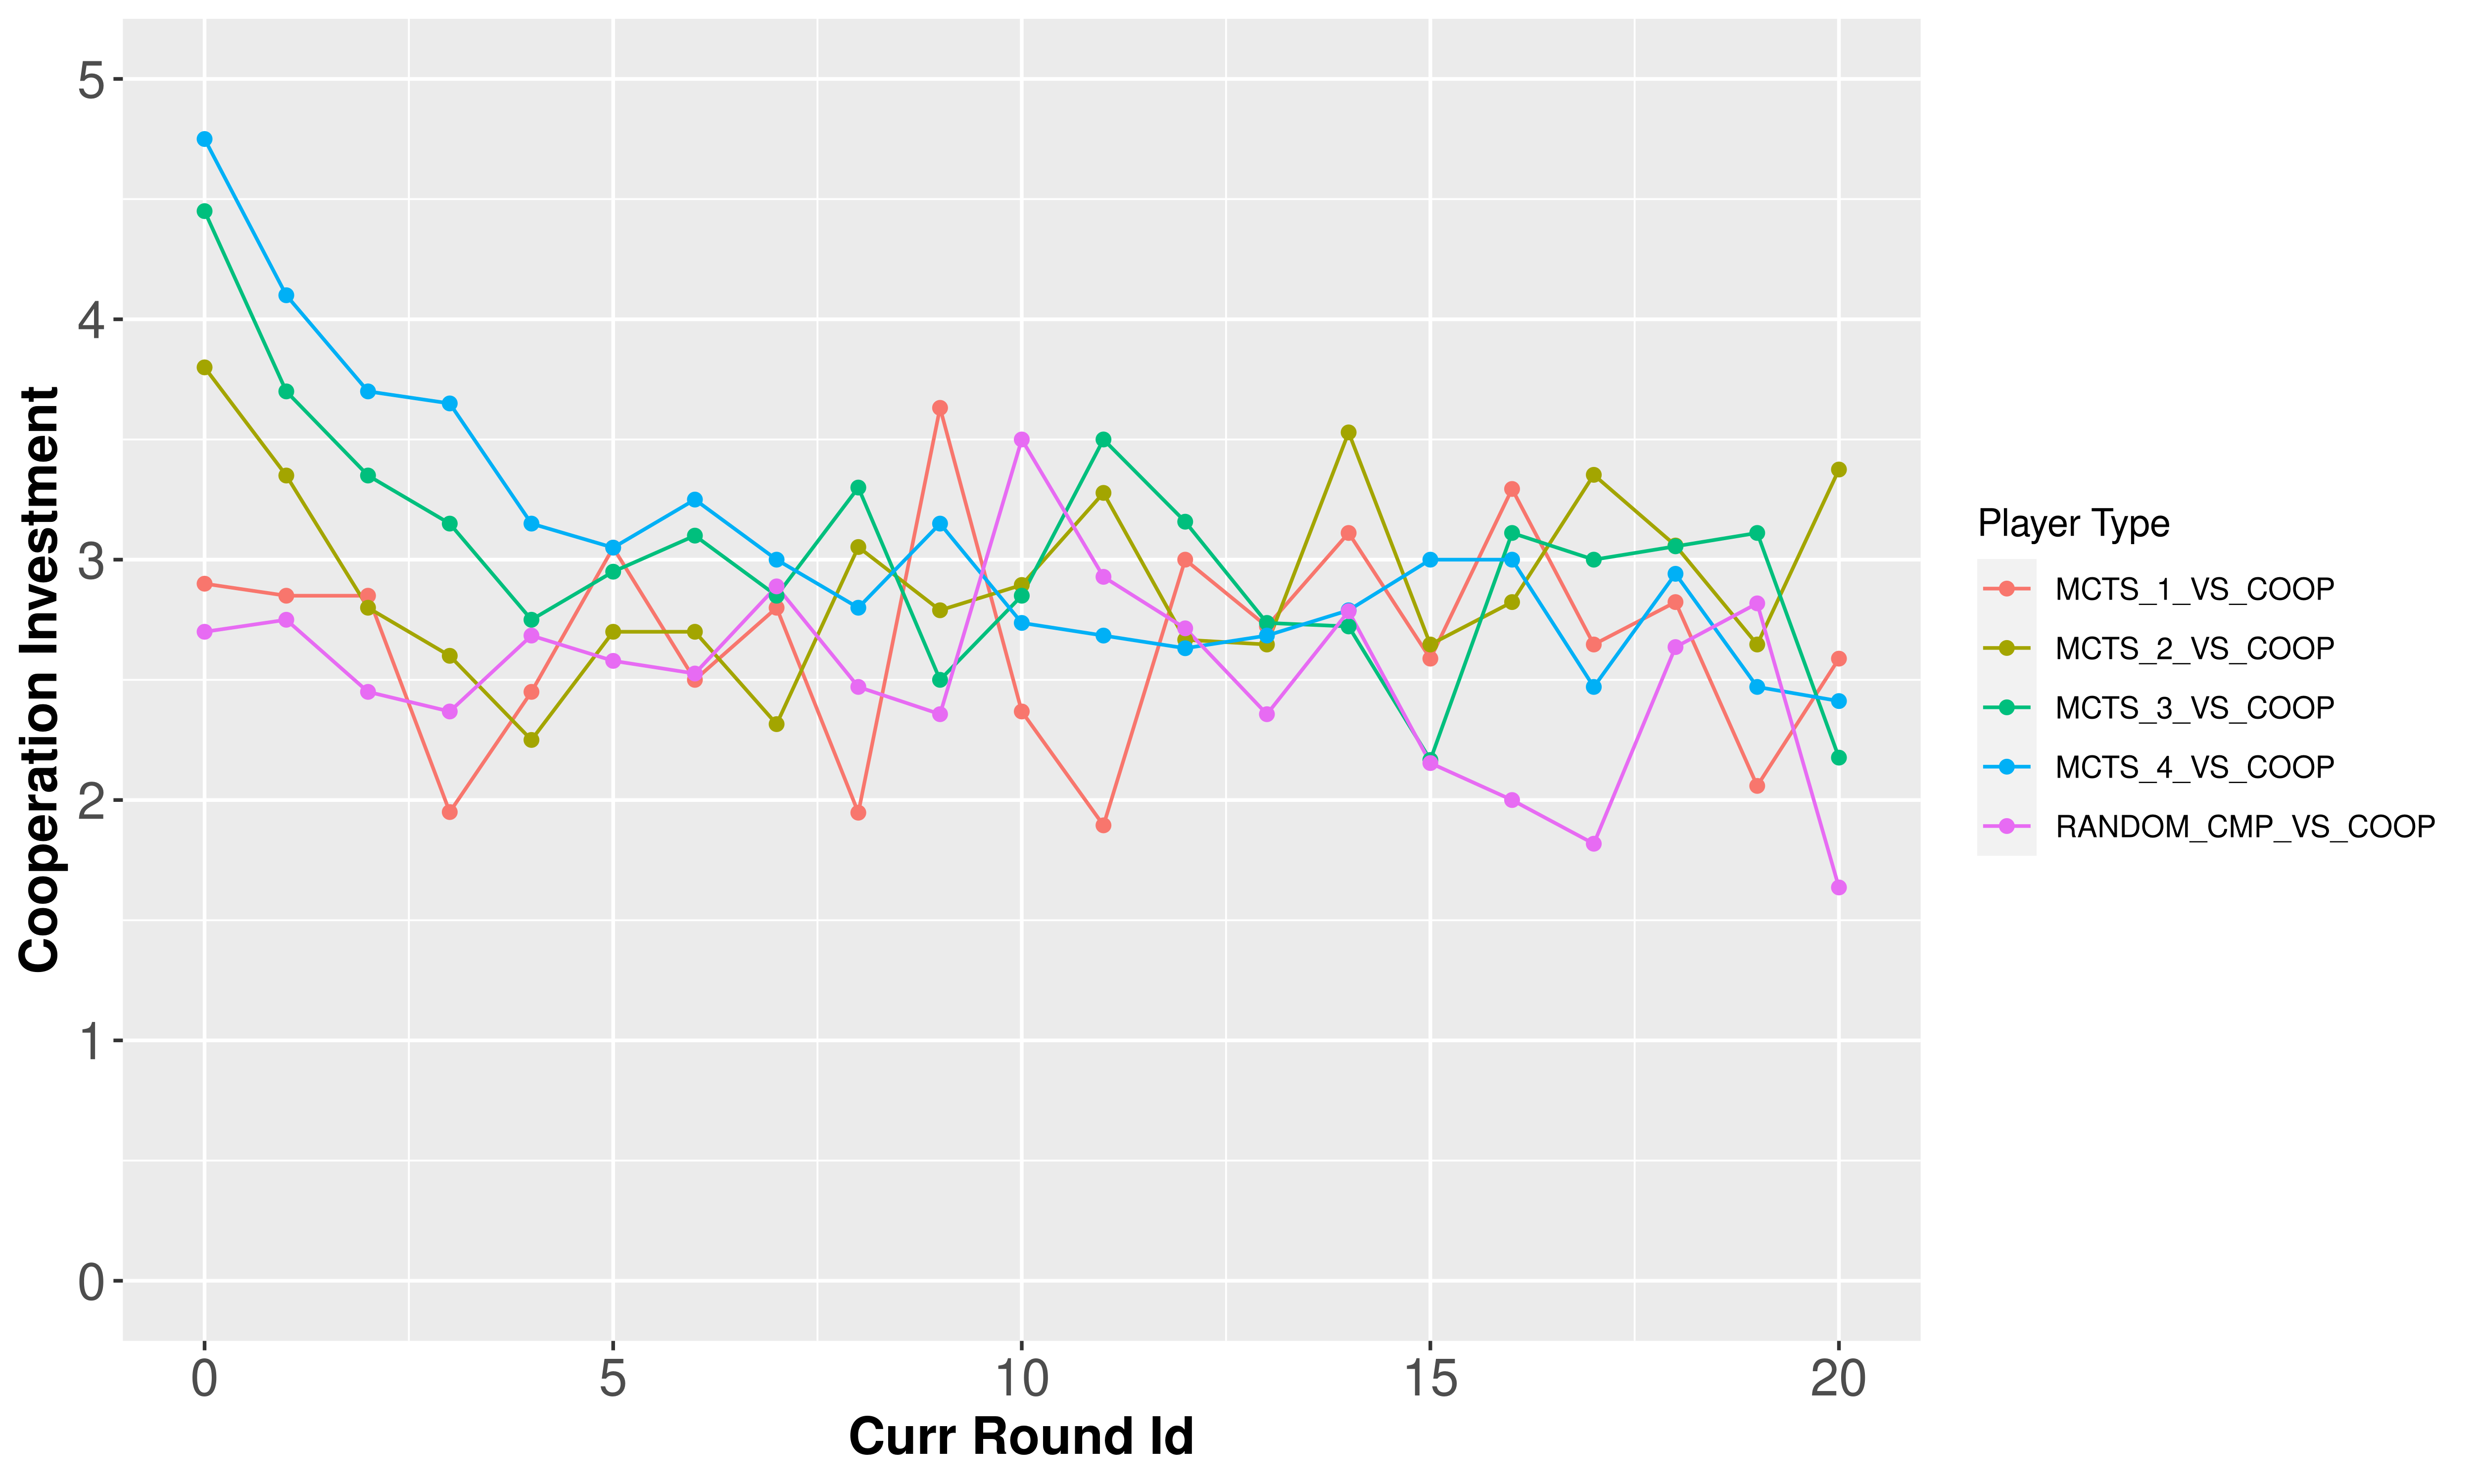 Cooperation Investment
5
4
3
2
1
0
0 5 10 15 20
Curr Round Id
Player Type
MCTS_1_VS_COOP
MCTS_2_VS_COOP
MCTS_3_VS_COOP
MCTS_4_VS_COOP
RANDOM_CMP_VS_COOP